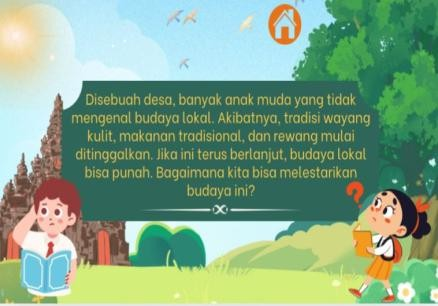 Disebuah desa, banyak anak muda yang tidak
mengenal budaya lokal. Akibatnya, tradisi wayang
kulit, makanan tradisional, dan rewang mulai
ditinggalkan. Jika ini terus berlanjut, budaya lokal
bisa punah. Bagaimana kita bisa melestarikan
budaya ini?
?